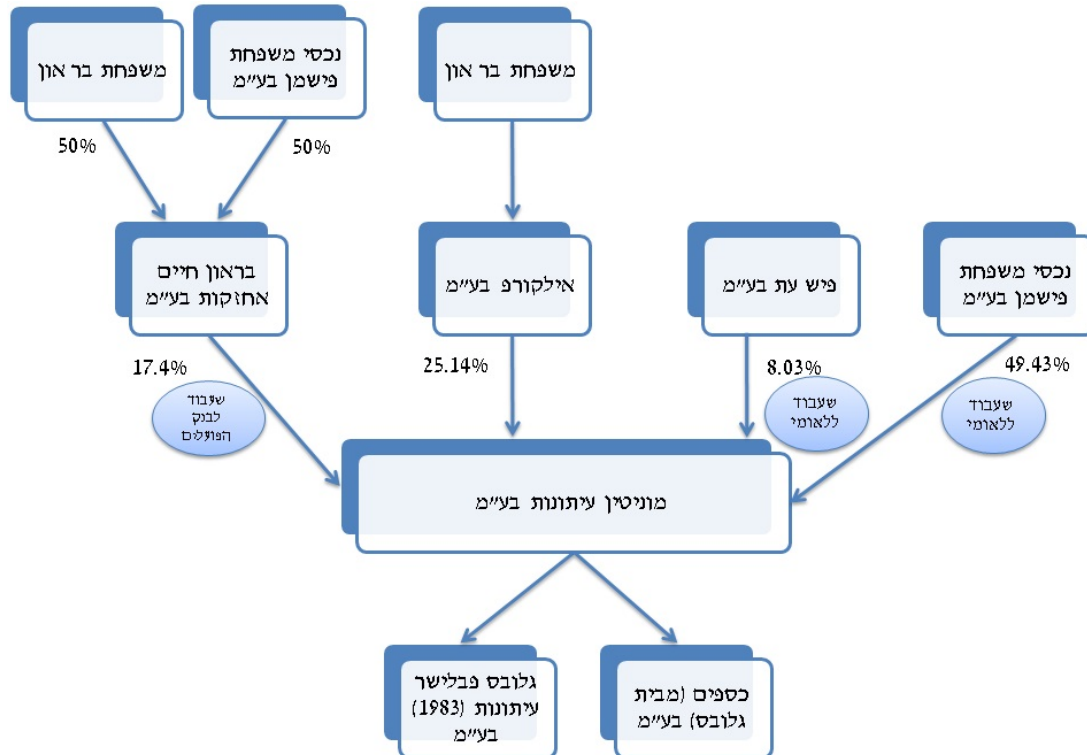 משפחת בר און
נכסי משפחת
פישמן בע״מ
משפחת בר און
50%
50%
בראון חיים
אחזקות בע״מ
אילקורפ בע״מ
פיש עת בע״מ
נכסי משפחת
פישמן בע״מ
17.4%
25.14%
8.03%
49.43%
שעבוד
לבנק
הפועלים
שעבוד
ללאומי
שעבוד
ללאומי
מוניטין עיתונות בע״מ
גלובס פבלישר
עיתונות (1983)
בע״מ
כספים (מבית
גלובס) בע״מ